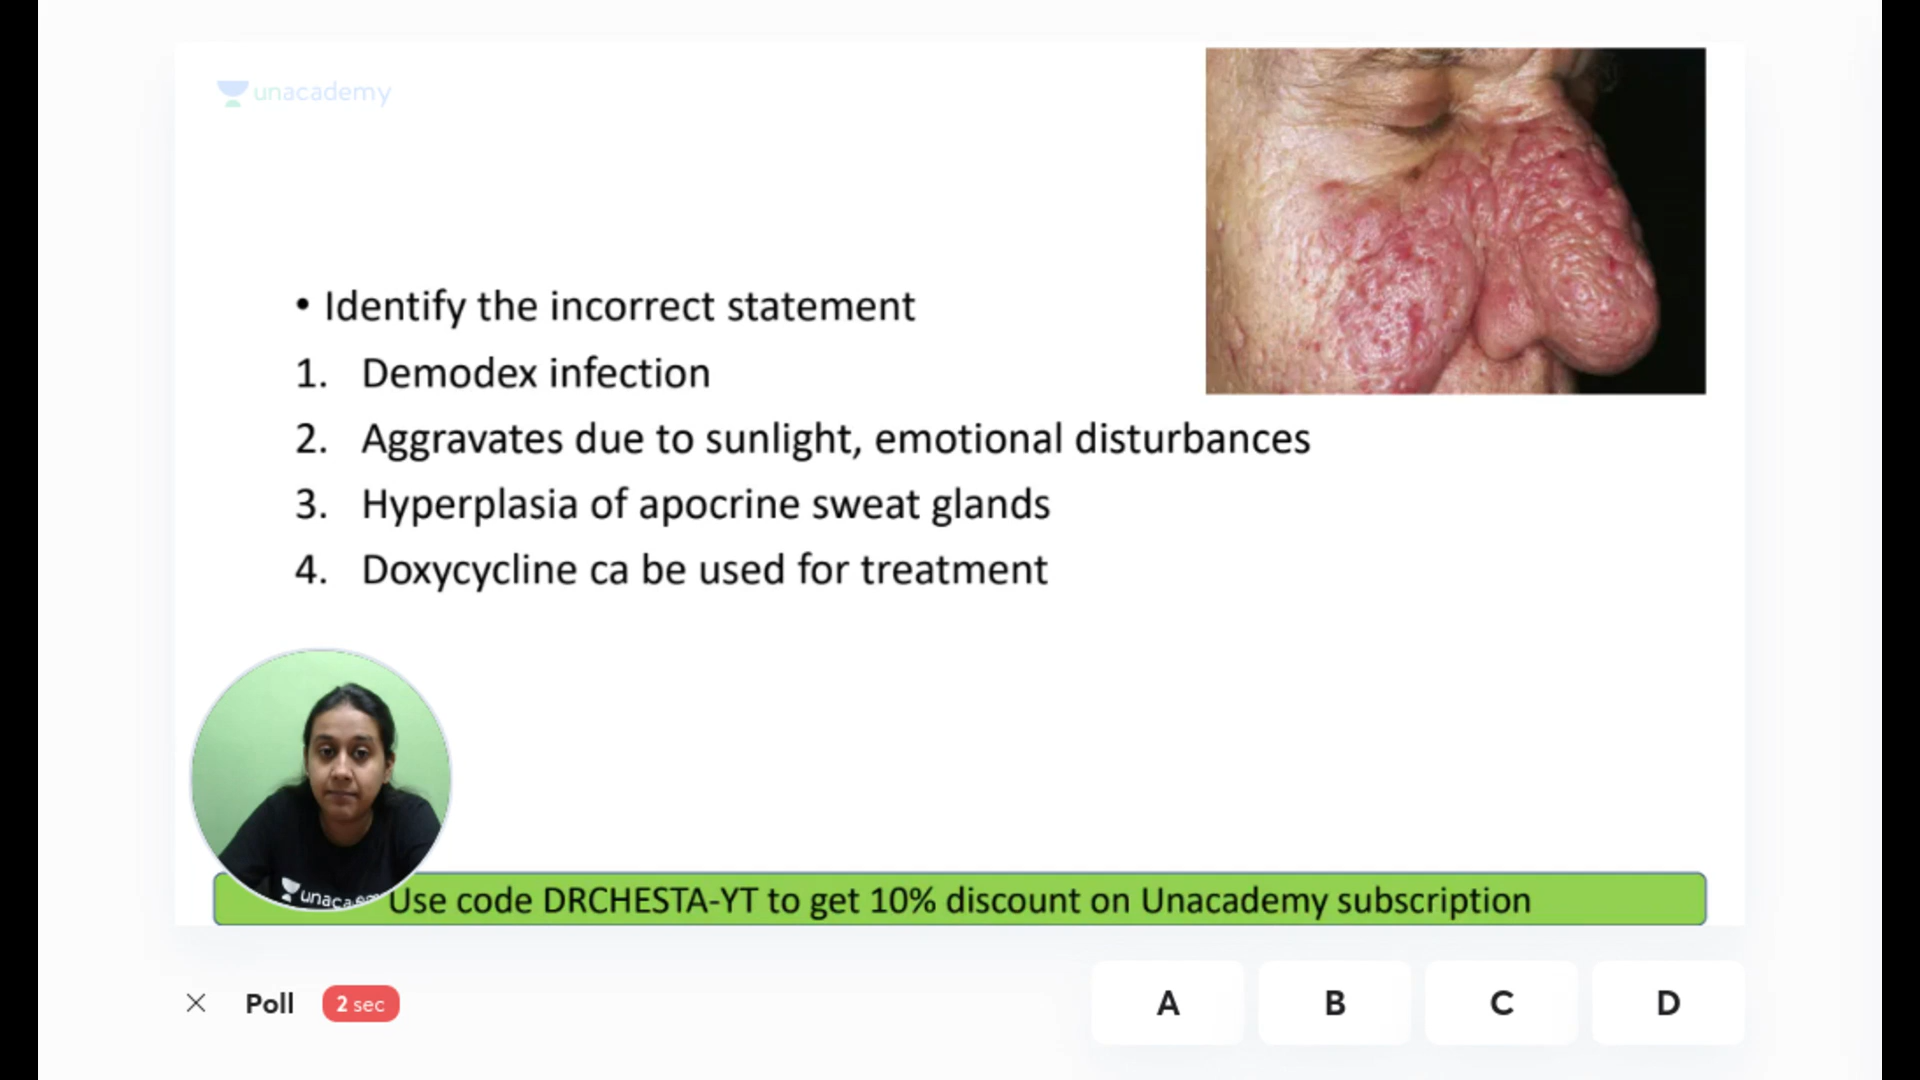 unacademy
• Identify the incorrect statement
1. Demodex infection
2. Aggravates due to sunlight, emotional disturbances
3. Hyperplasia of apocrine sweat glands
4. Doxycycline ca be used for treatment
Use code DRCHESTA-YT to get 10% discount on Unacademy subscription
Poll 2 sec A B C D